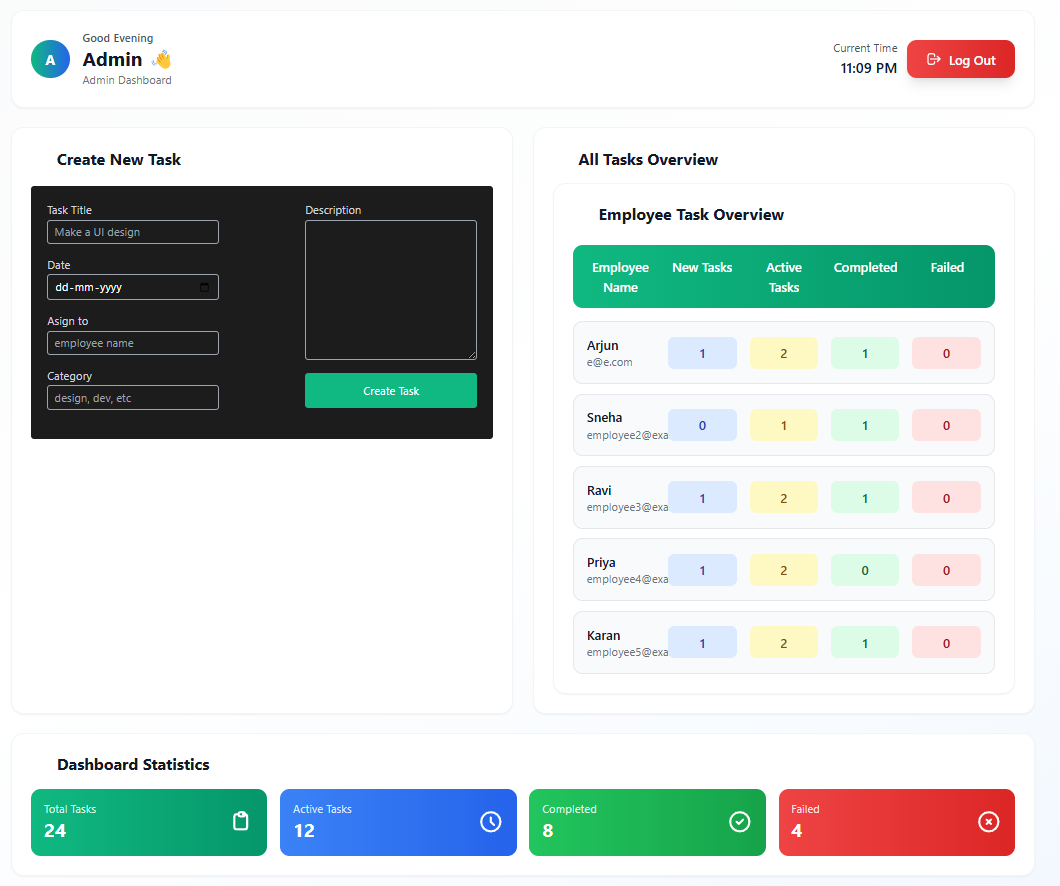 Good Evening
A
Admin 👋
Admin Dashboard
Current Time
11:09 PM
Log Out
Create New Task
Task Title
Make a UI design
Date
dd-mm-yyyy
Asign to
employee name
Category
design, dev, etc
Description
Create Task
All Tasks Overview
Employee Task Overview
Employee Name New Tasks Active Tasks Completed Failed
Arjun
e@e.com
1 2 1 0
Sneha
employee2@exa
0 1 1 0
Ravi
employee3@exa
1 2 1 0
Priya
employee4@exa
1 2 0 0
Karan
employee5@exa
1 2 1 0
Dashboard Statistics
Total Tasks
24
Active Tasks
12
Completed
8
Failed
4